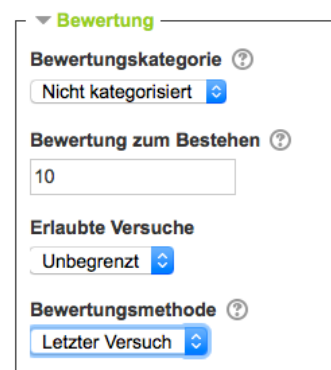 Bewertung
Bewertungskategorie
Nicht kategorisiert
Bewertung zum Bestehen
10
Erlaubte Versuche
Unbegrenzt
Bewertungsmethode
Letzter Versuch